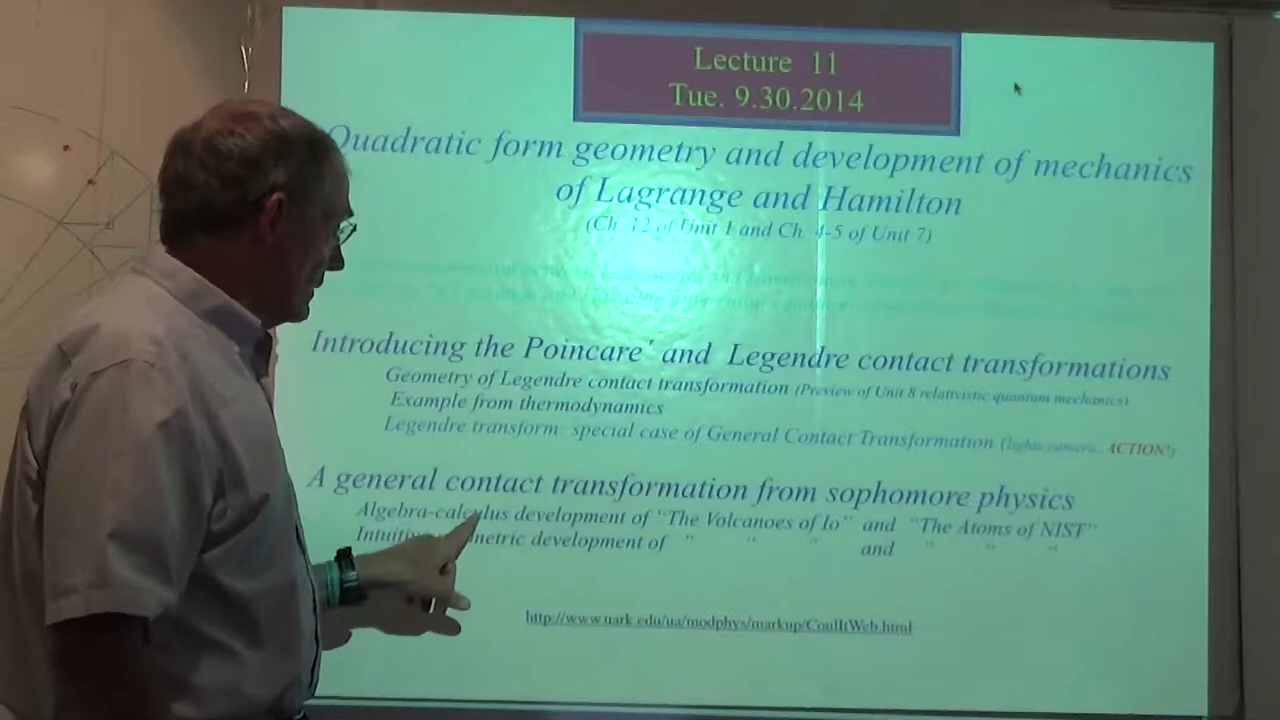 Lecture 11
Tue. 9.30.2014
Quadratic form geometry and development of mechanics
of Lagrange and Hamilton
(Ch. 12 of Unit 1 and Ch. 4-5 of Unit 7)
Introducing the Poincare´ and Legendre contact transformations
Geometry of Legendre contact transformation (Preview of Unit 8 relativistic quantum mechanics)
Example from thermodynamics
Legendre transform: special case of General Contact Transformation (lights, camera, ACTION!)
A general contact transformation from sophomore physics
Algebra-calculus development of "The Volcanoes of Io" and "The Atoms of NIST"
development of " " " and " " "
http://www.uark.edu/ua/modphys/markup/CoulItWeb.html